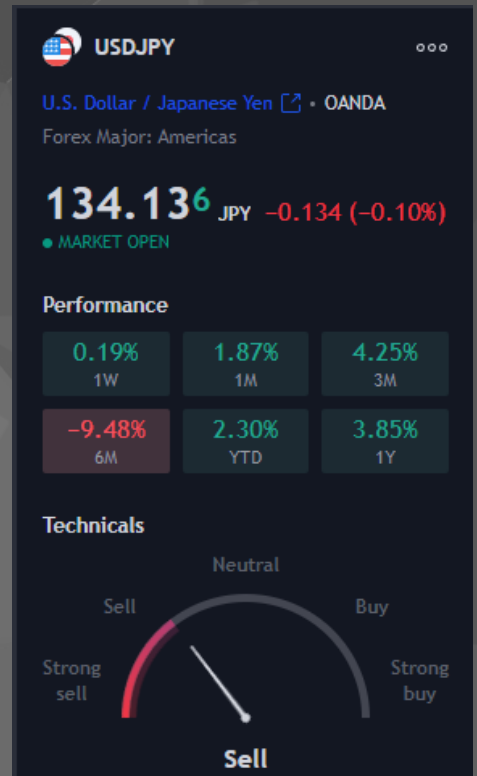 USDJPY
U.S. Dollar / Japanese Yen • OANDA
Forex Major: Americas
134.136 JPY −0.134 (−0.10%)
• MARKET OPEN
Performance
0.19% 1.87% 4.25%
1W 1M 3M
−9.48% 2.30% 3.85%
6M YTD 1Y
Technicals
Neutral
Sell Buy
Strong sell Strong buy
Sell